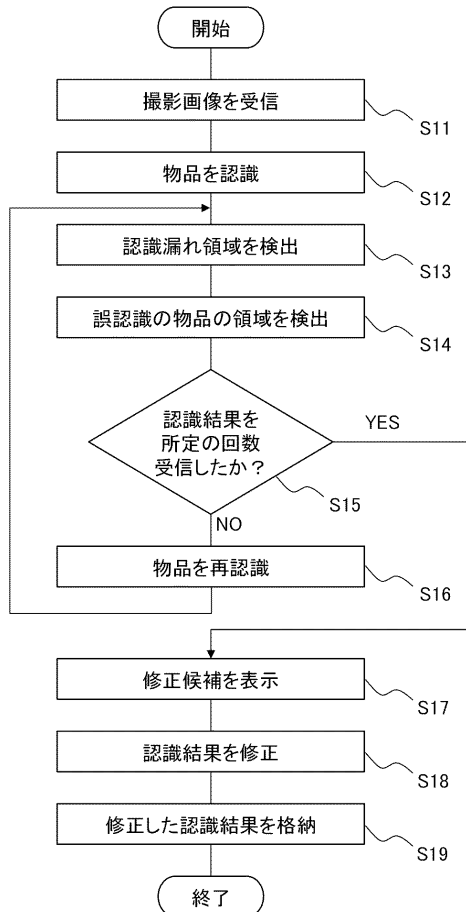 開始
撮影画像を受信
S11
物品を認識
S12
認識漏れ領域を検出
S13
誤認識の物品の領域を検出
S14
認識結果を
所定の回数
受信したか？
YES
S15
NO
物品を再認識
S16
修正候補を表示
S17
認識結果を修正
S18
修正した認識結果を格納
S19
終了